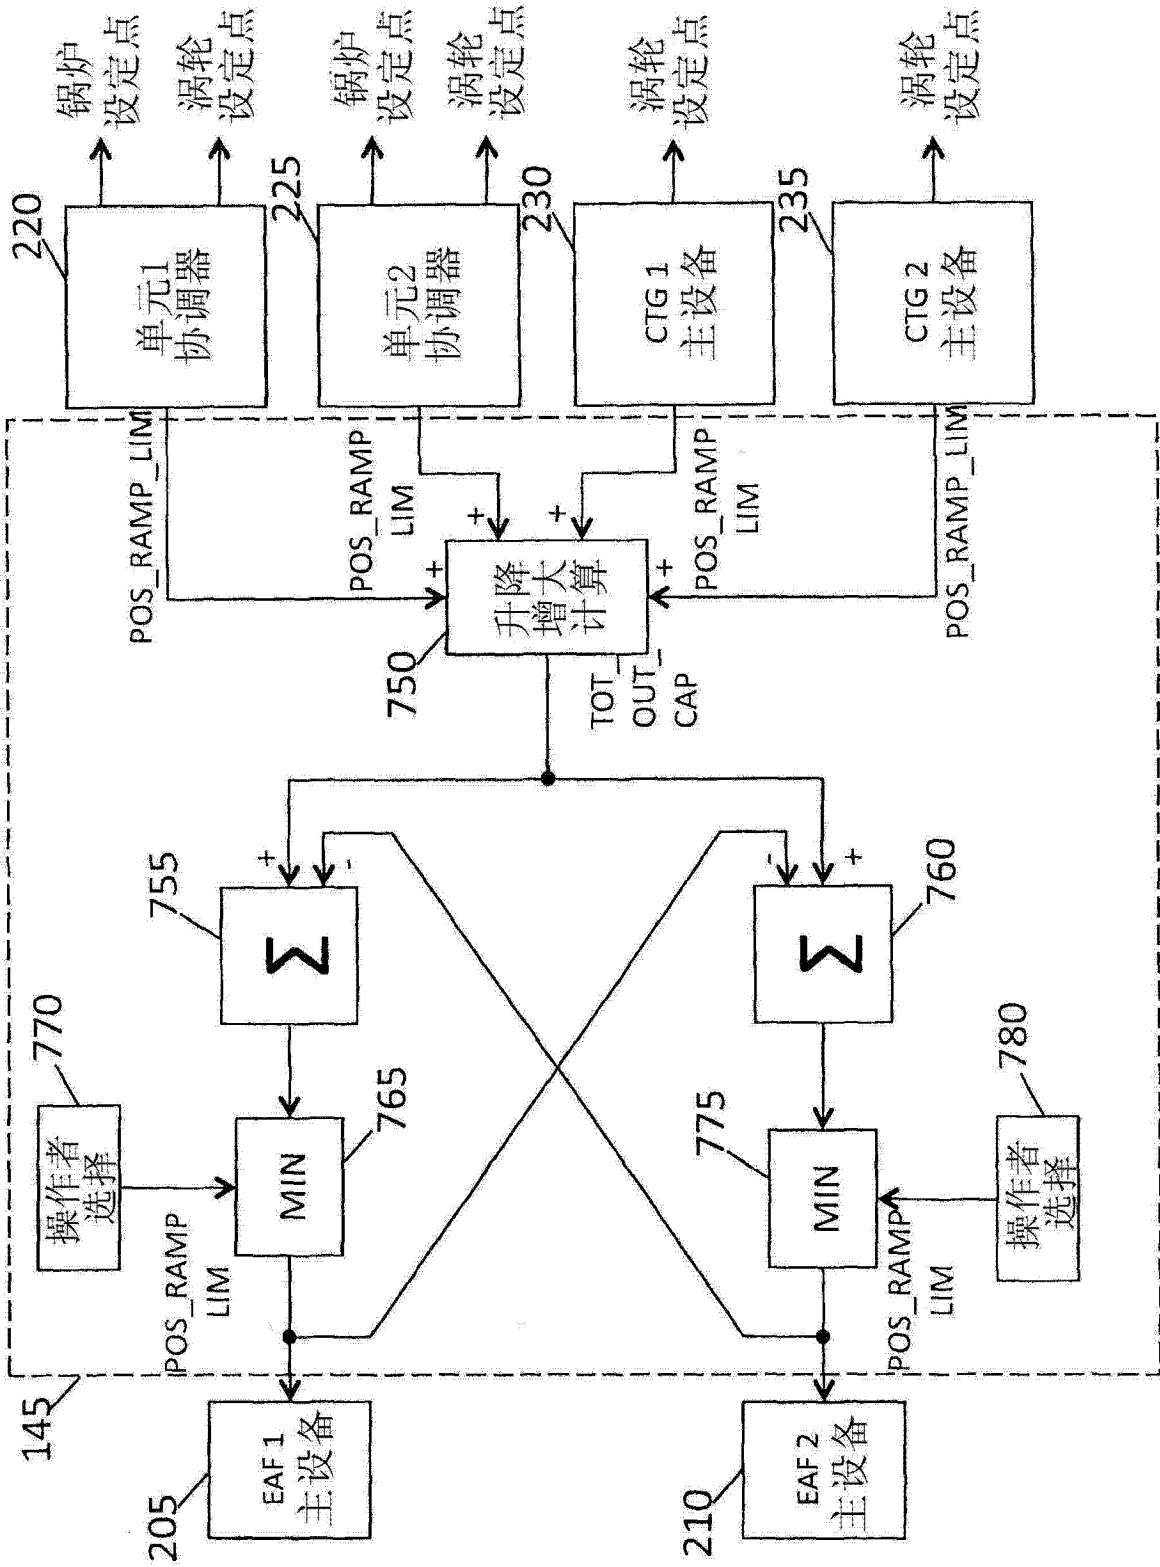 220
锅炉
设定点
145
770
操作者
选择
POS_RAMP_LIM
单元1
协调器
涡轮
设定点
205
EAF 1
主设备
POS_RAMP
LIM
MIN
765
755
+
-
Σ
225
锅炉
设定点
POS_RAMP
LIM
单元2
协调器
涡轮
设定点
750
+
+
升降
增大
计算
+
+
TOT_
OUT_
CAP
230
CTG 1
主设备
涡轮
设定点
POS_RAMP
LIM
210
EAF 2
主设备
775
MIN
POS_RAMP
LIM
-
+
Σ
760
780
操作者
选择
235
CTG 2
主设备
涡轮
设定点
POS_RAMP_LIM